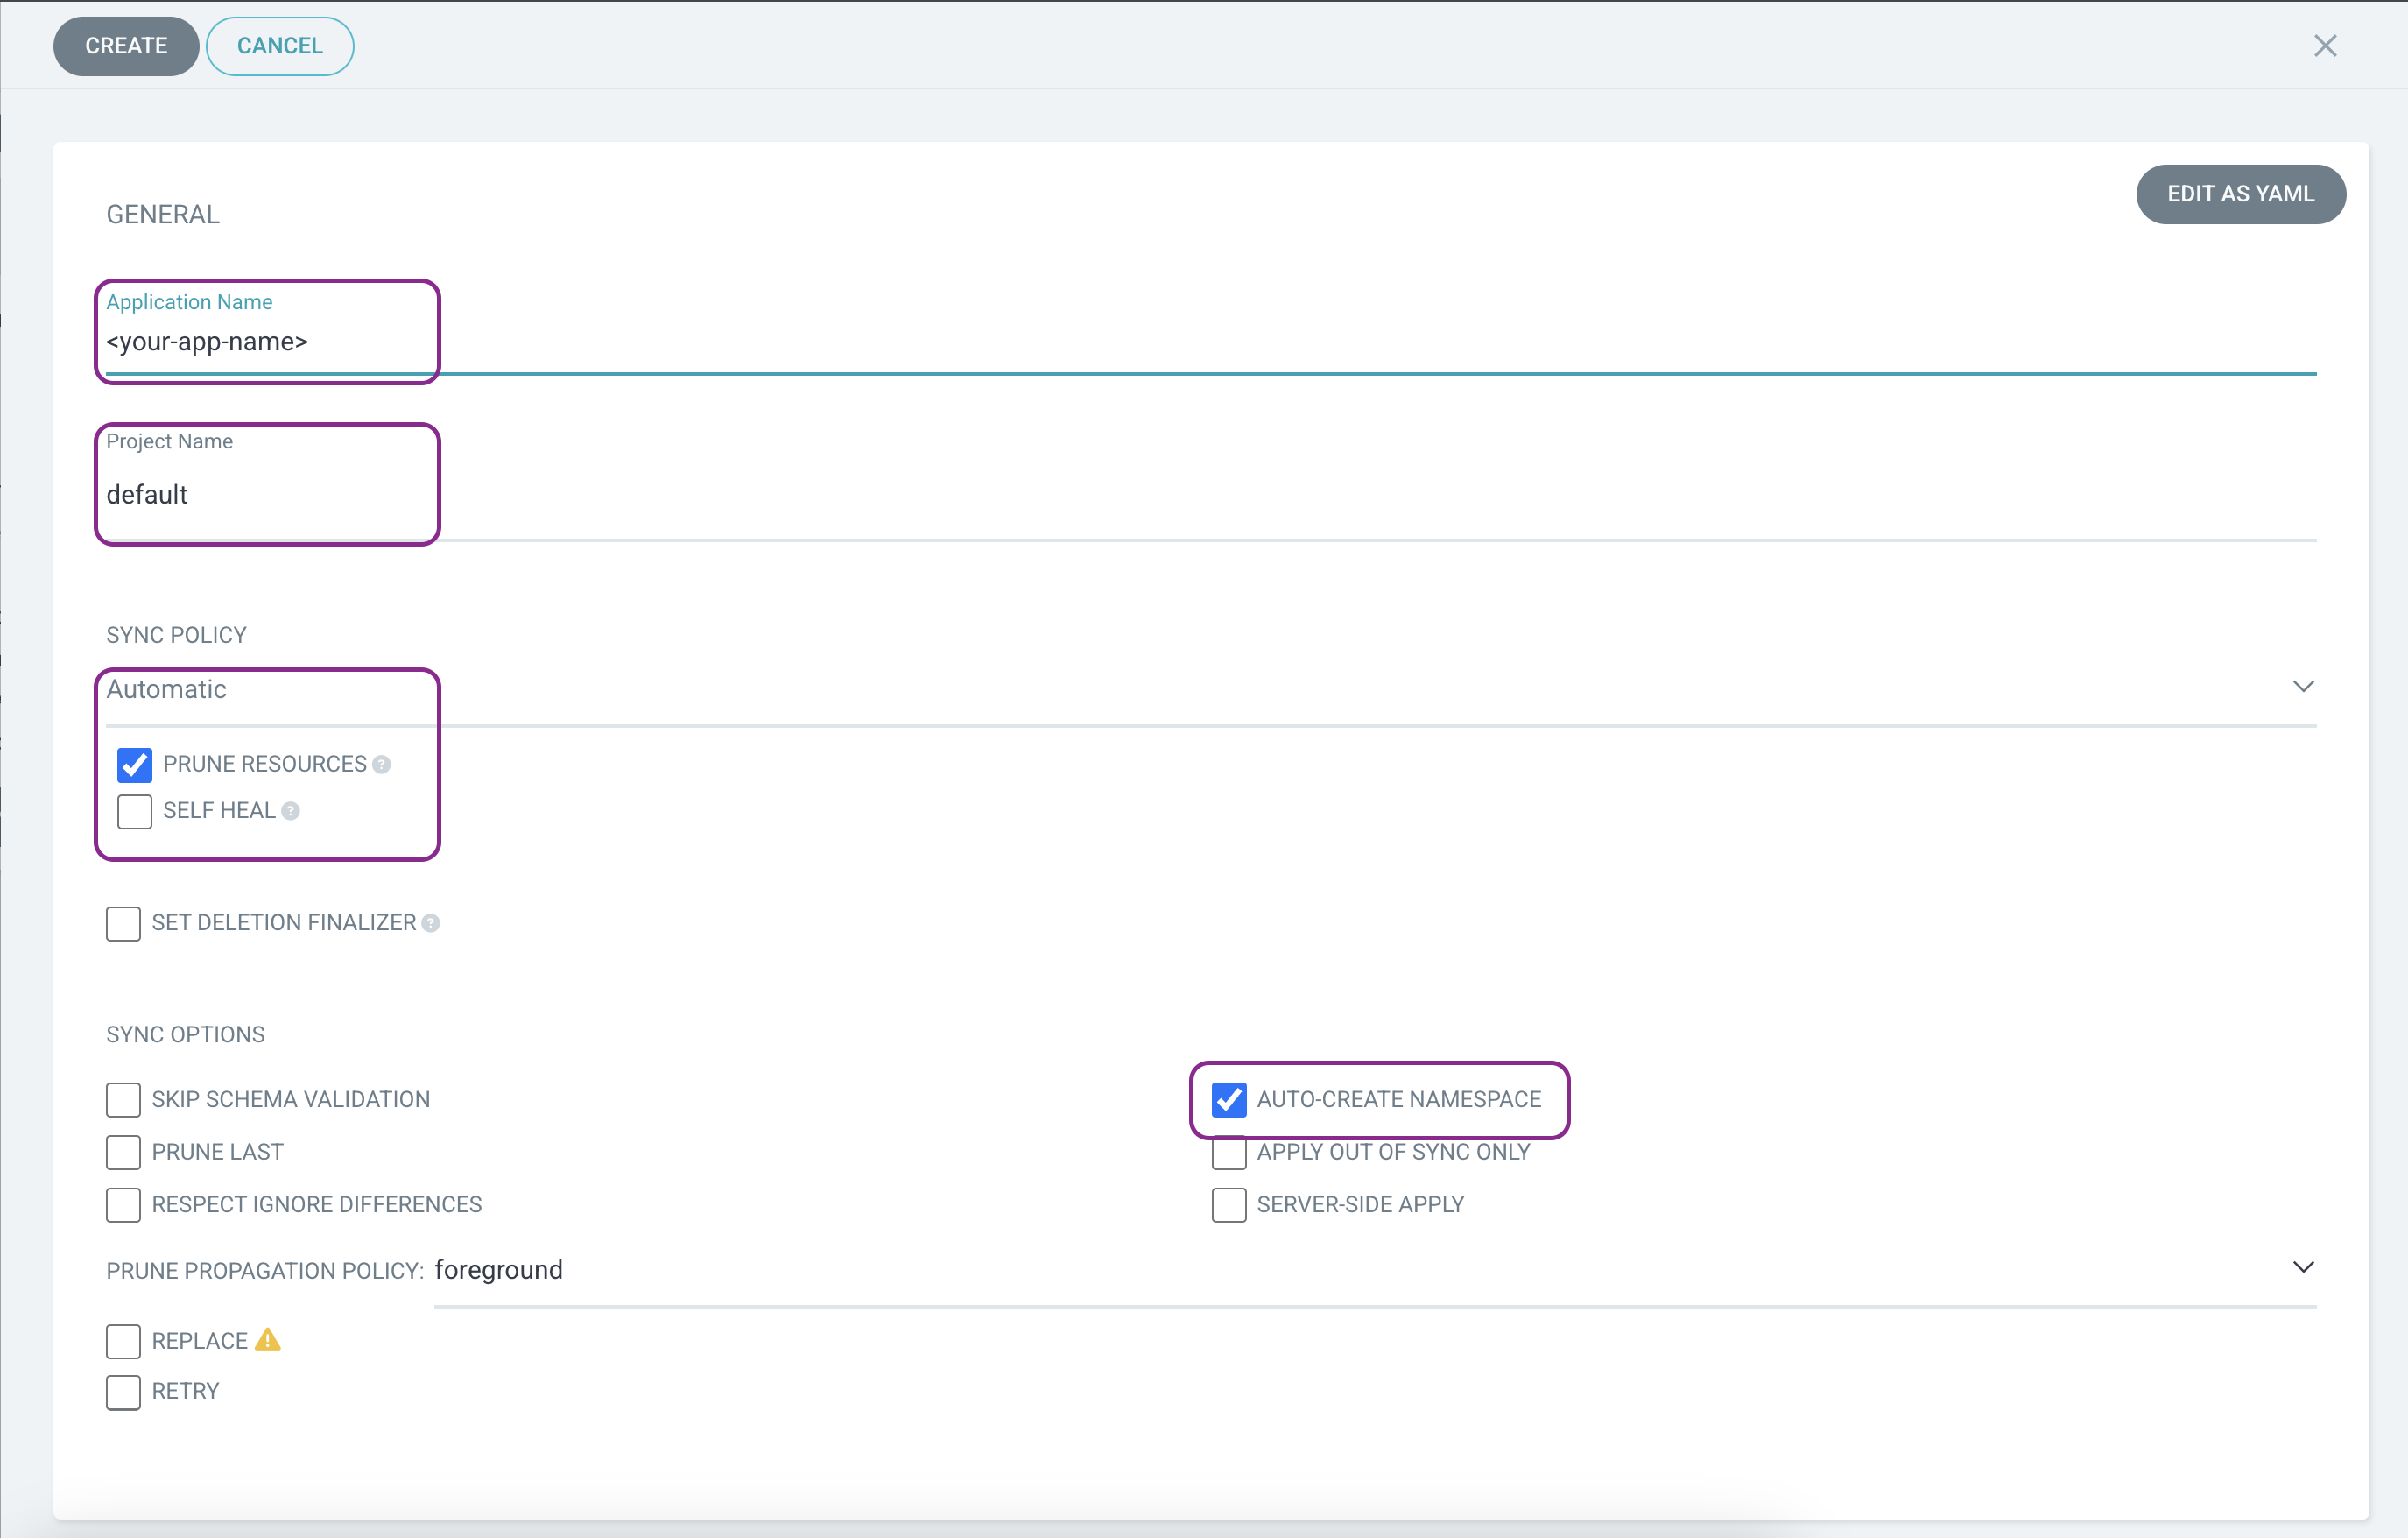 CREATE CANCEL
EDIT AS YAML
GENERAL
Application Name
<your-app-name>
Project Name
default
SYNC POLICY
Automatic
PRUNE RESOURCES ?
SELF HEAL ?
SET DELETION FINALIZER ?
SYNC OPTIONS
SKIP SCHEMA VALIDATION AUTO-CREATE NAMESPACE
PRUNE LAST APPLY OUT OF SYNC ONLY
RESPECT IGNORE DIFFERENCES SERVER-SIDE APPLY
PRUNE PROPAGATION POLICY: foreground
REPLACE
RETRY